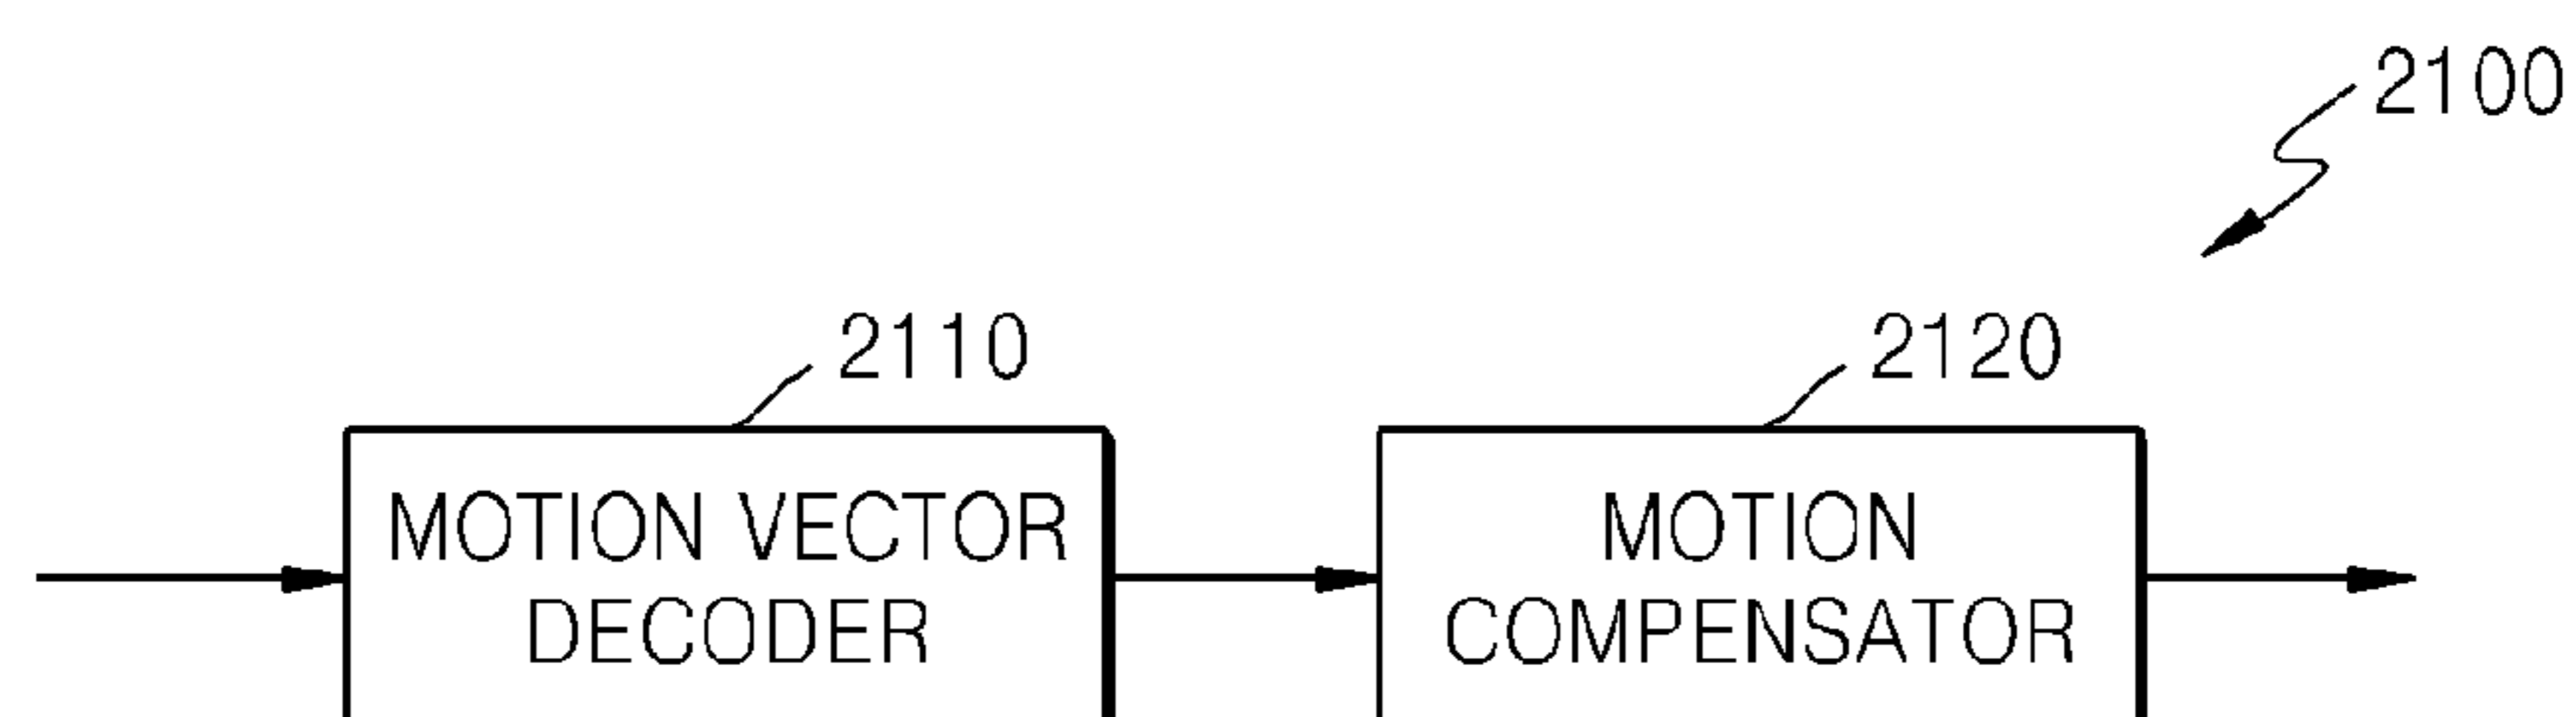 2100
2110
2120
MOTION VECTOR
DECODER
MOTION
COMPENSATOR